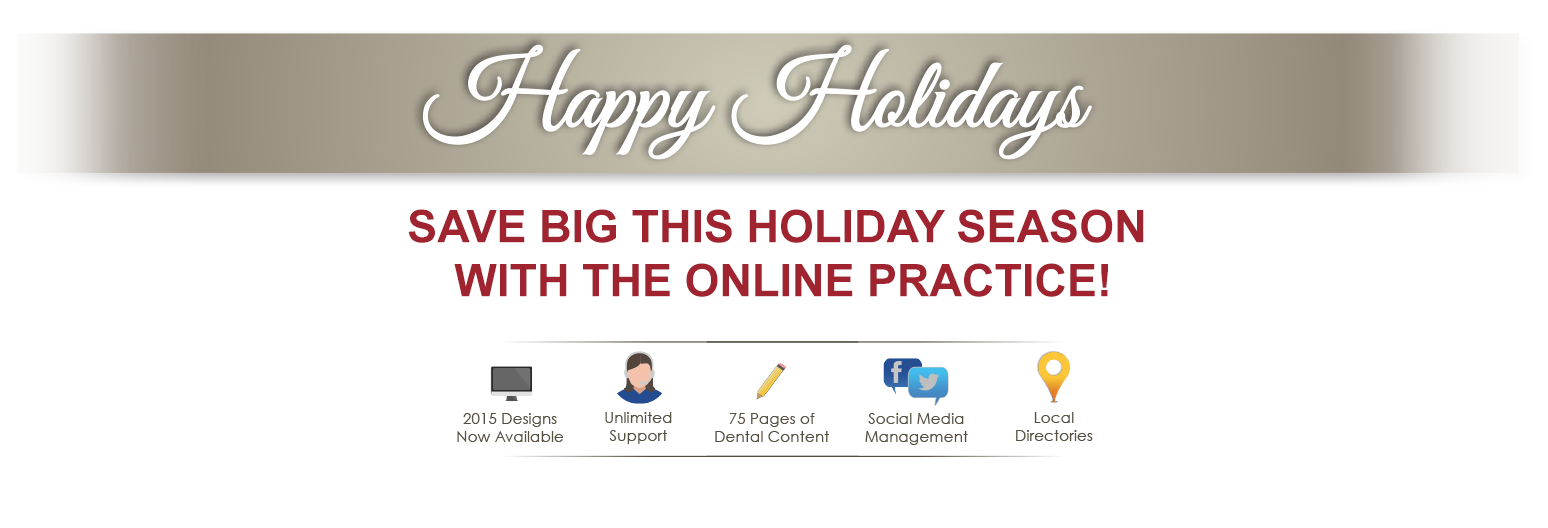 Happy Holidays
SAVE BIG THIS HOLIDAY SEASON
WITH THE ONLINE PRACTICE!
2015 Designs
Now Available
Unlimited
Support
75 Pages of
Dental Content
Social Media
Management
Local
Directories